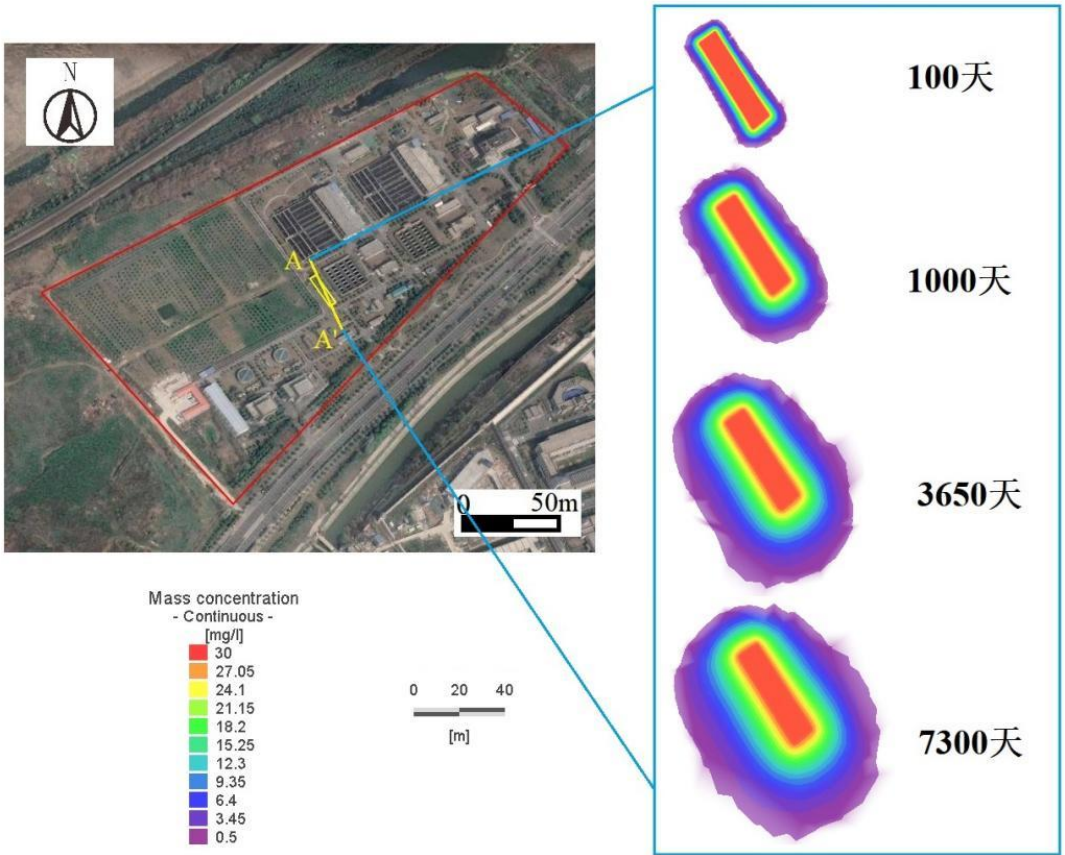 N
A
A'
0 50m
100天
1000天
3650天
7300天
Mass concentration
- Continuous -
[mg/l]
30
27.05
24.1
21.15
18.2
15.25
12.3
9.35
6.4
3.45
0.5
0 20 40
[m]